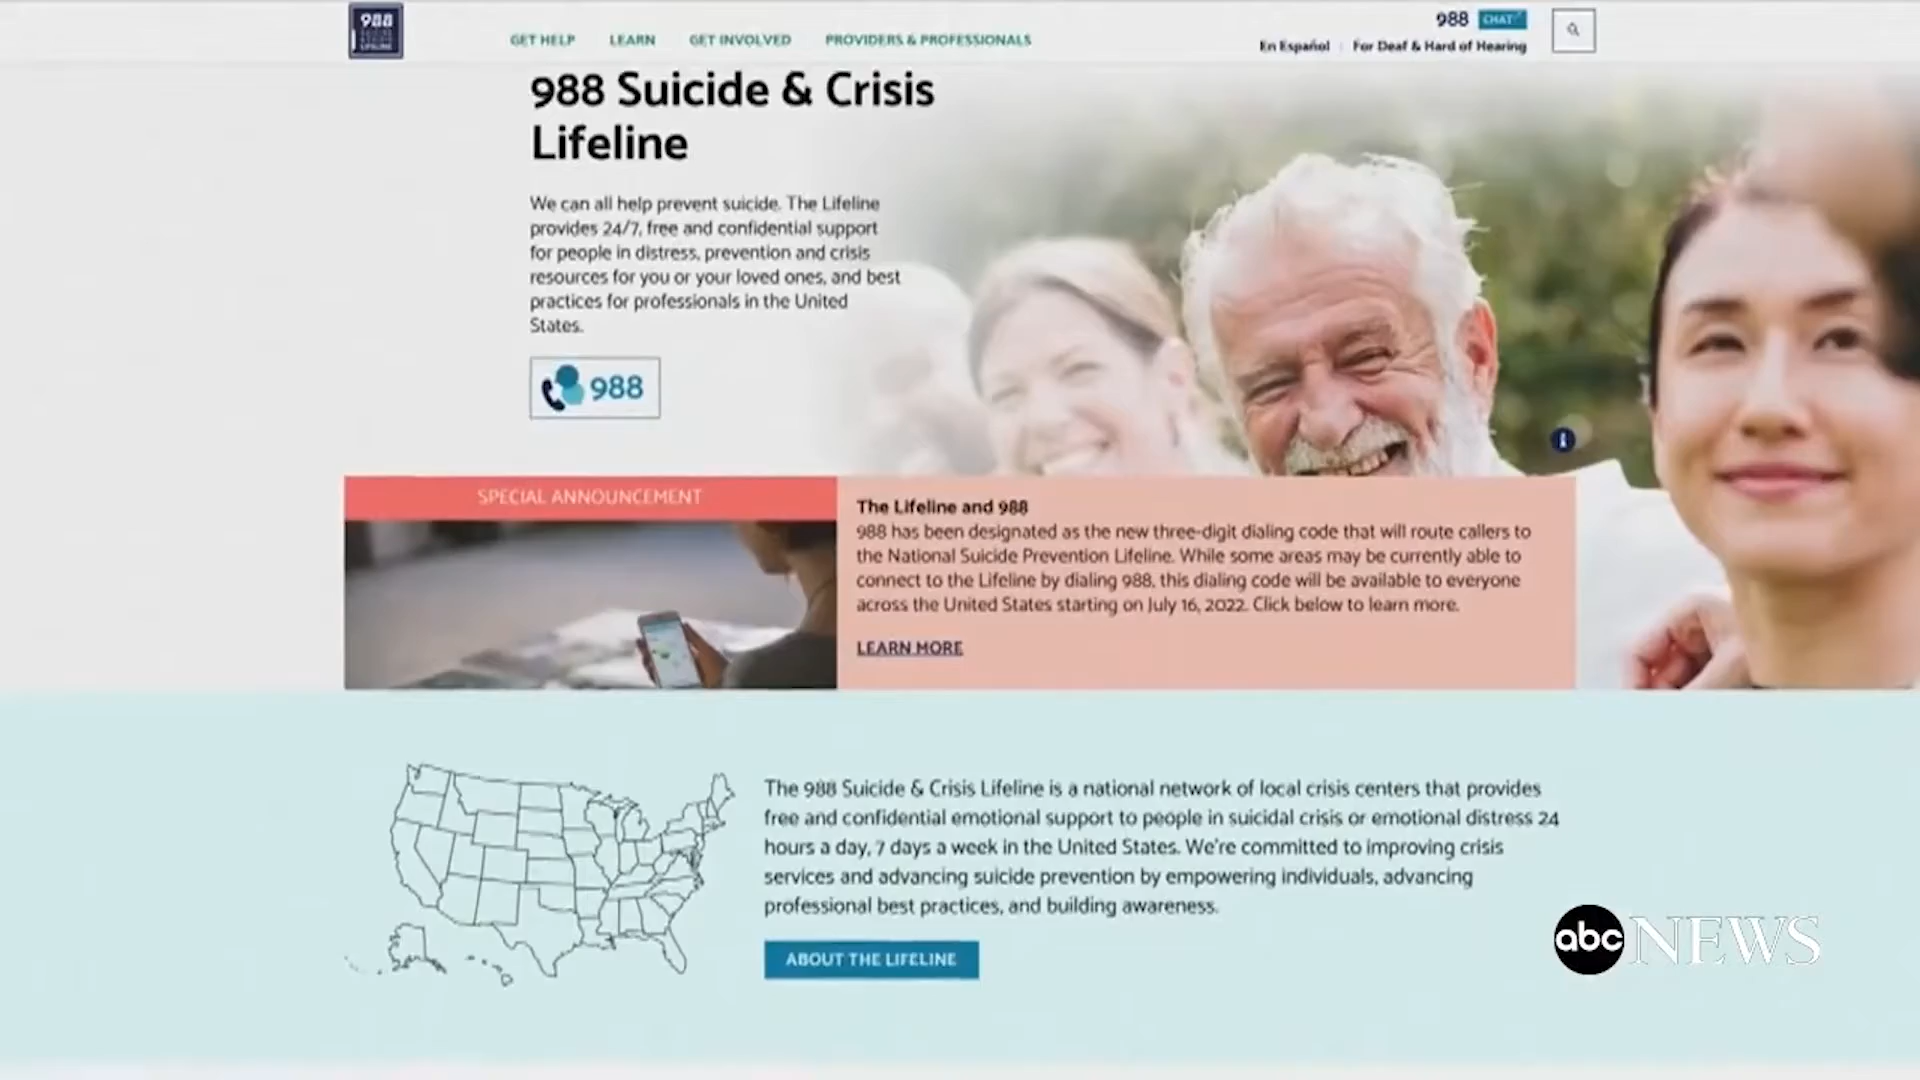 988
LIFELINE
GET HELP
LEARN
GET INVOLVED
PROVIDERS & PROFESSIONALS
988 CHAT
En Español
For Deaf & Hard of Hearing
988 Suicide & Crisis
Lifeline
We can all help prevent suicide. The Lifeline
provides 24/7, free and confidential support
for people in distress, prevention and crisis
resources for you or your loved ones, and best
practices for professionals in the United
States.
988
SPECIAL ANNOUNCEMENT
The Lifeline and 988
988 has been designated as the new three-digit dialing code that will route callers to
the National Suicide Prevention Lifeline. While some areas may be currently able to
connect to the Lifeline by dialing 988, this dialing code will be available to everyone
across the United States starting on July 16, 2022. Click below to learn more.
LEARN MORE
The 988 Suicide & Crisis Lifeline is a national network of local crisis centers that provides
free and confidential emotional support to people in suicidal crisis or emotional distress 24
hours a day, 7 days a week in the United States. We're committed to improving crisis
services and advancing suicide prevention by empowering individuals, advancing
professional best practices, and building awareness.
ABOUT THE LIFELINE
abc NEWS